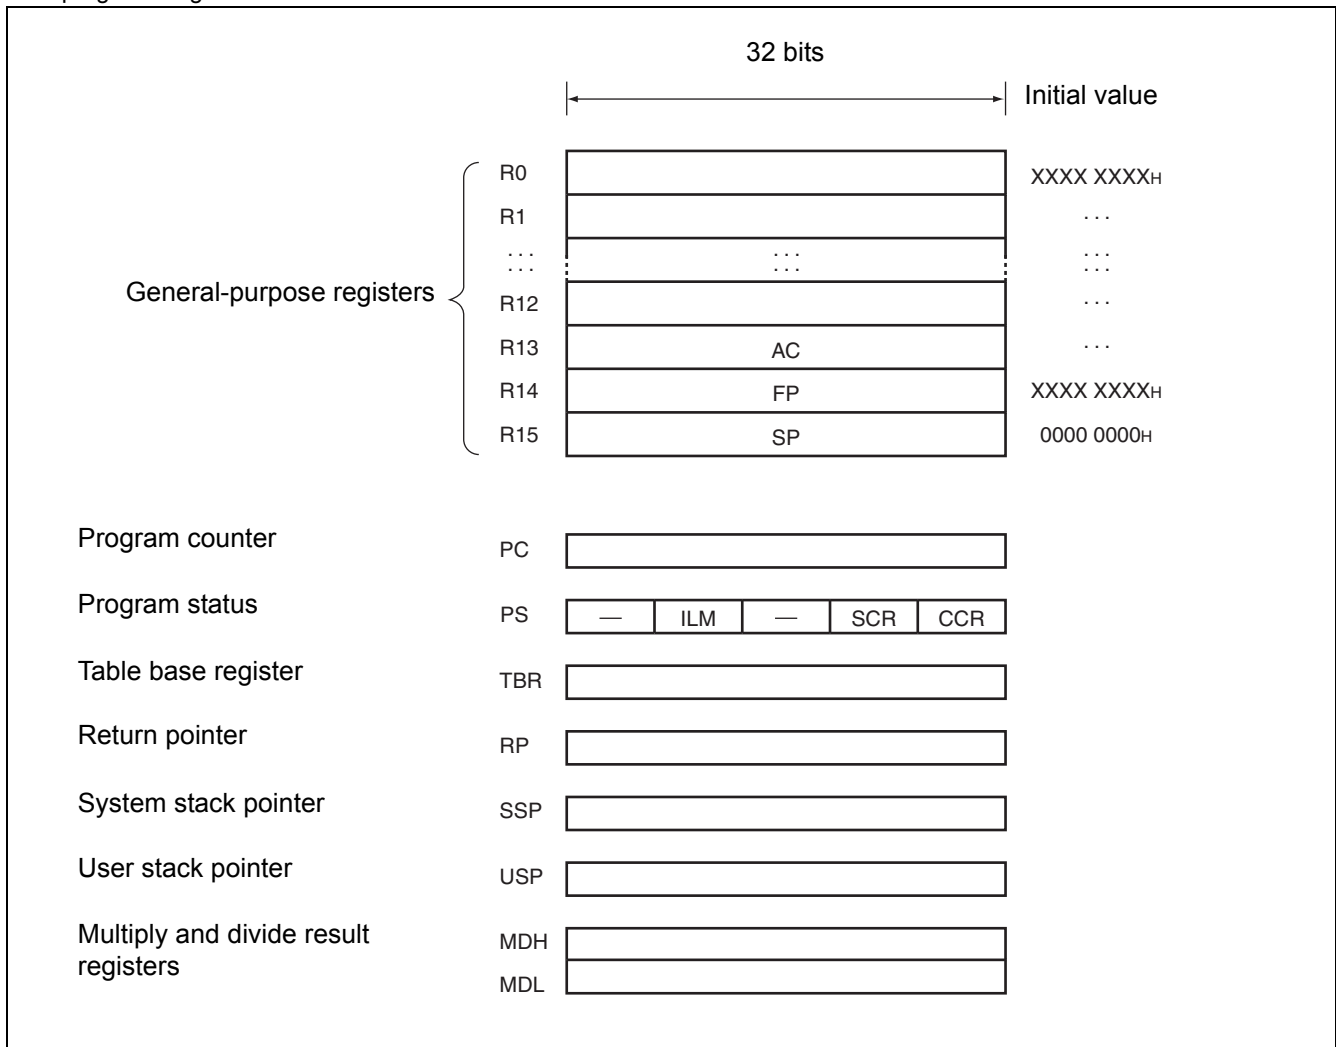 32 bits
Initial value
R0 XXXX XXXXH
R1 ...
... ... ...
... ... ...
General-purpose registers
R12 ...
R13 AC ...
R14 FP XXXX XXXXH
R15 SP 0000 0000H
Program counter PC
Program status PS — ILM — SCR CCR
Table base register TBR
Return pointer RP
System stack pointer SSP
User stack pointer USP
Multiply and divide result MDH
registers MDL